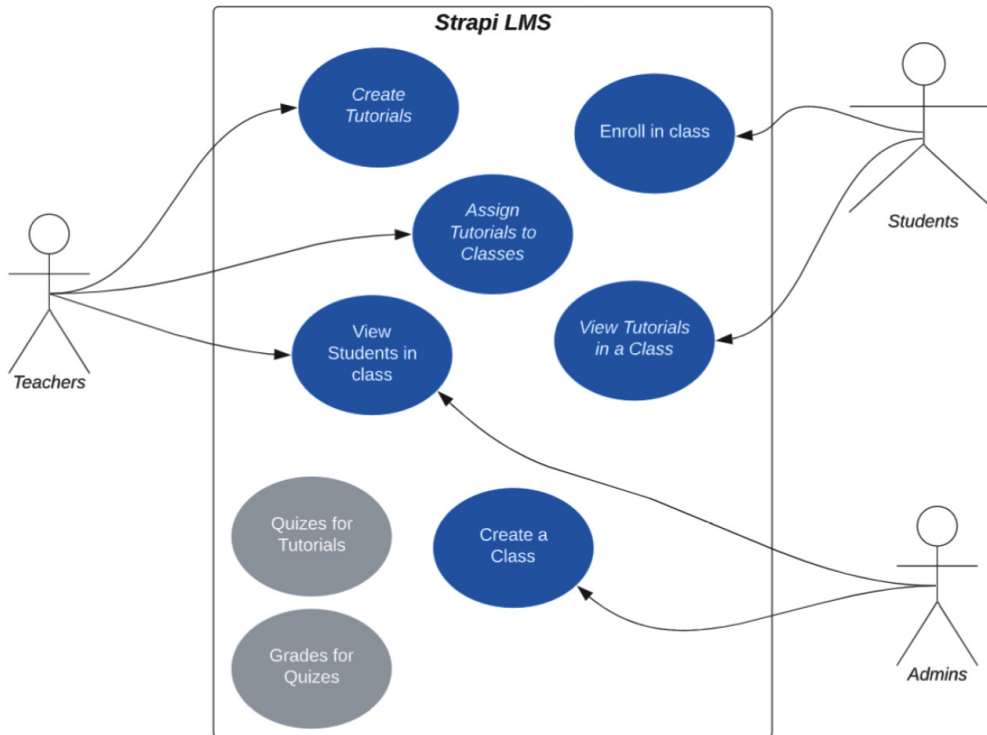 Strapi LMS
Create
Tutorials
Enroll in class
Students
Assign
Tutorials to
Classes
Teachers
View
Students in
class
View Tutorials
in a Class
Quizes for
Tutorials
Create a
Class
Grades for
Quizes
Admins